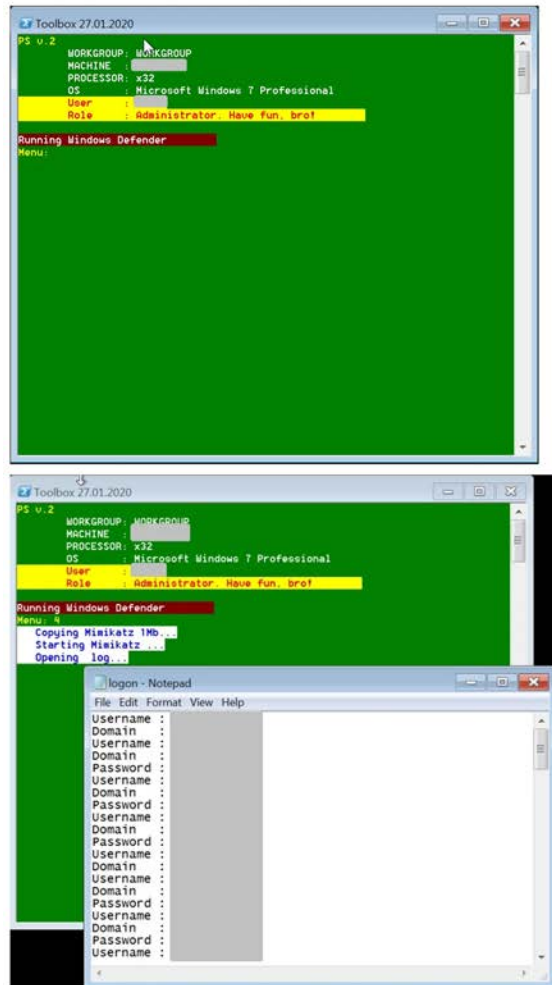 Toolbox 27.01.2020
PS v.2
WORKGROUP: WORKGROUP
MACHINE :
PROCESSOR: x32
OS : Microsoft Windows 7 Professional
User :
Role : Administrator. Have fun, bro!
Running Windows Defender
Menu:
Toolbox 27.01.2020
PS v.2
WORKGROUP: WORKGROUP
MACHINE :
PROCESSOR: x32
OS : Microsoft Windows 7 Professional
User :
Role : Administrator. Have fun, bro!
Running Windows Defender
Menu: 4
Copying Mimikatz 1Mb...
Starting Mimikatz ...
Opening log...
logon - Notepad
File Edit Format View Help
Username :
Domain :
Username :
Domain :
Password :
Username :
Domain :
Password :
Username :
Domain :
Password :
Username :
Domain :
Username :
Domain :
Password :
Username :
Domain :
Password :
Username :